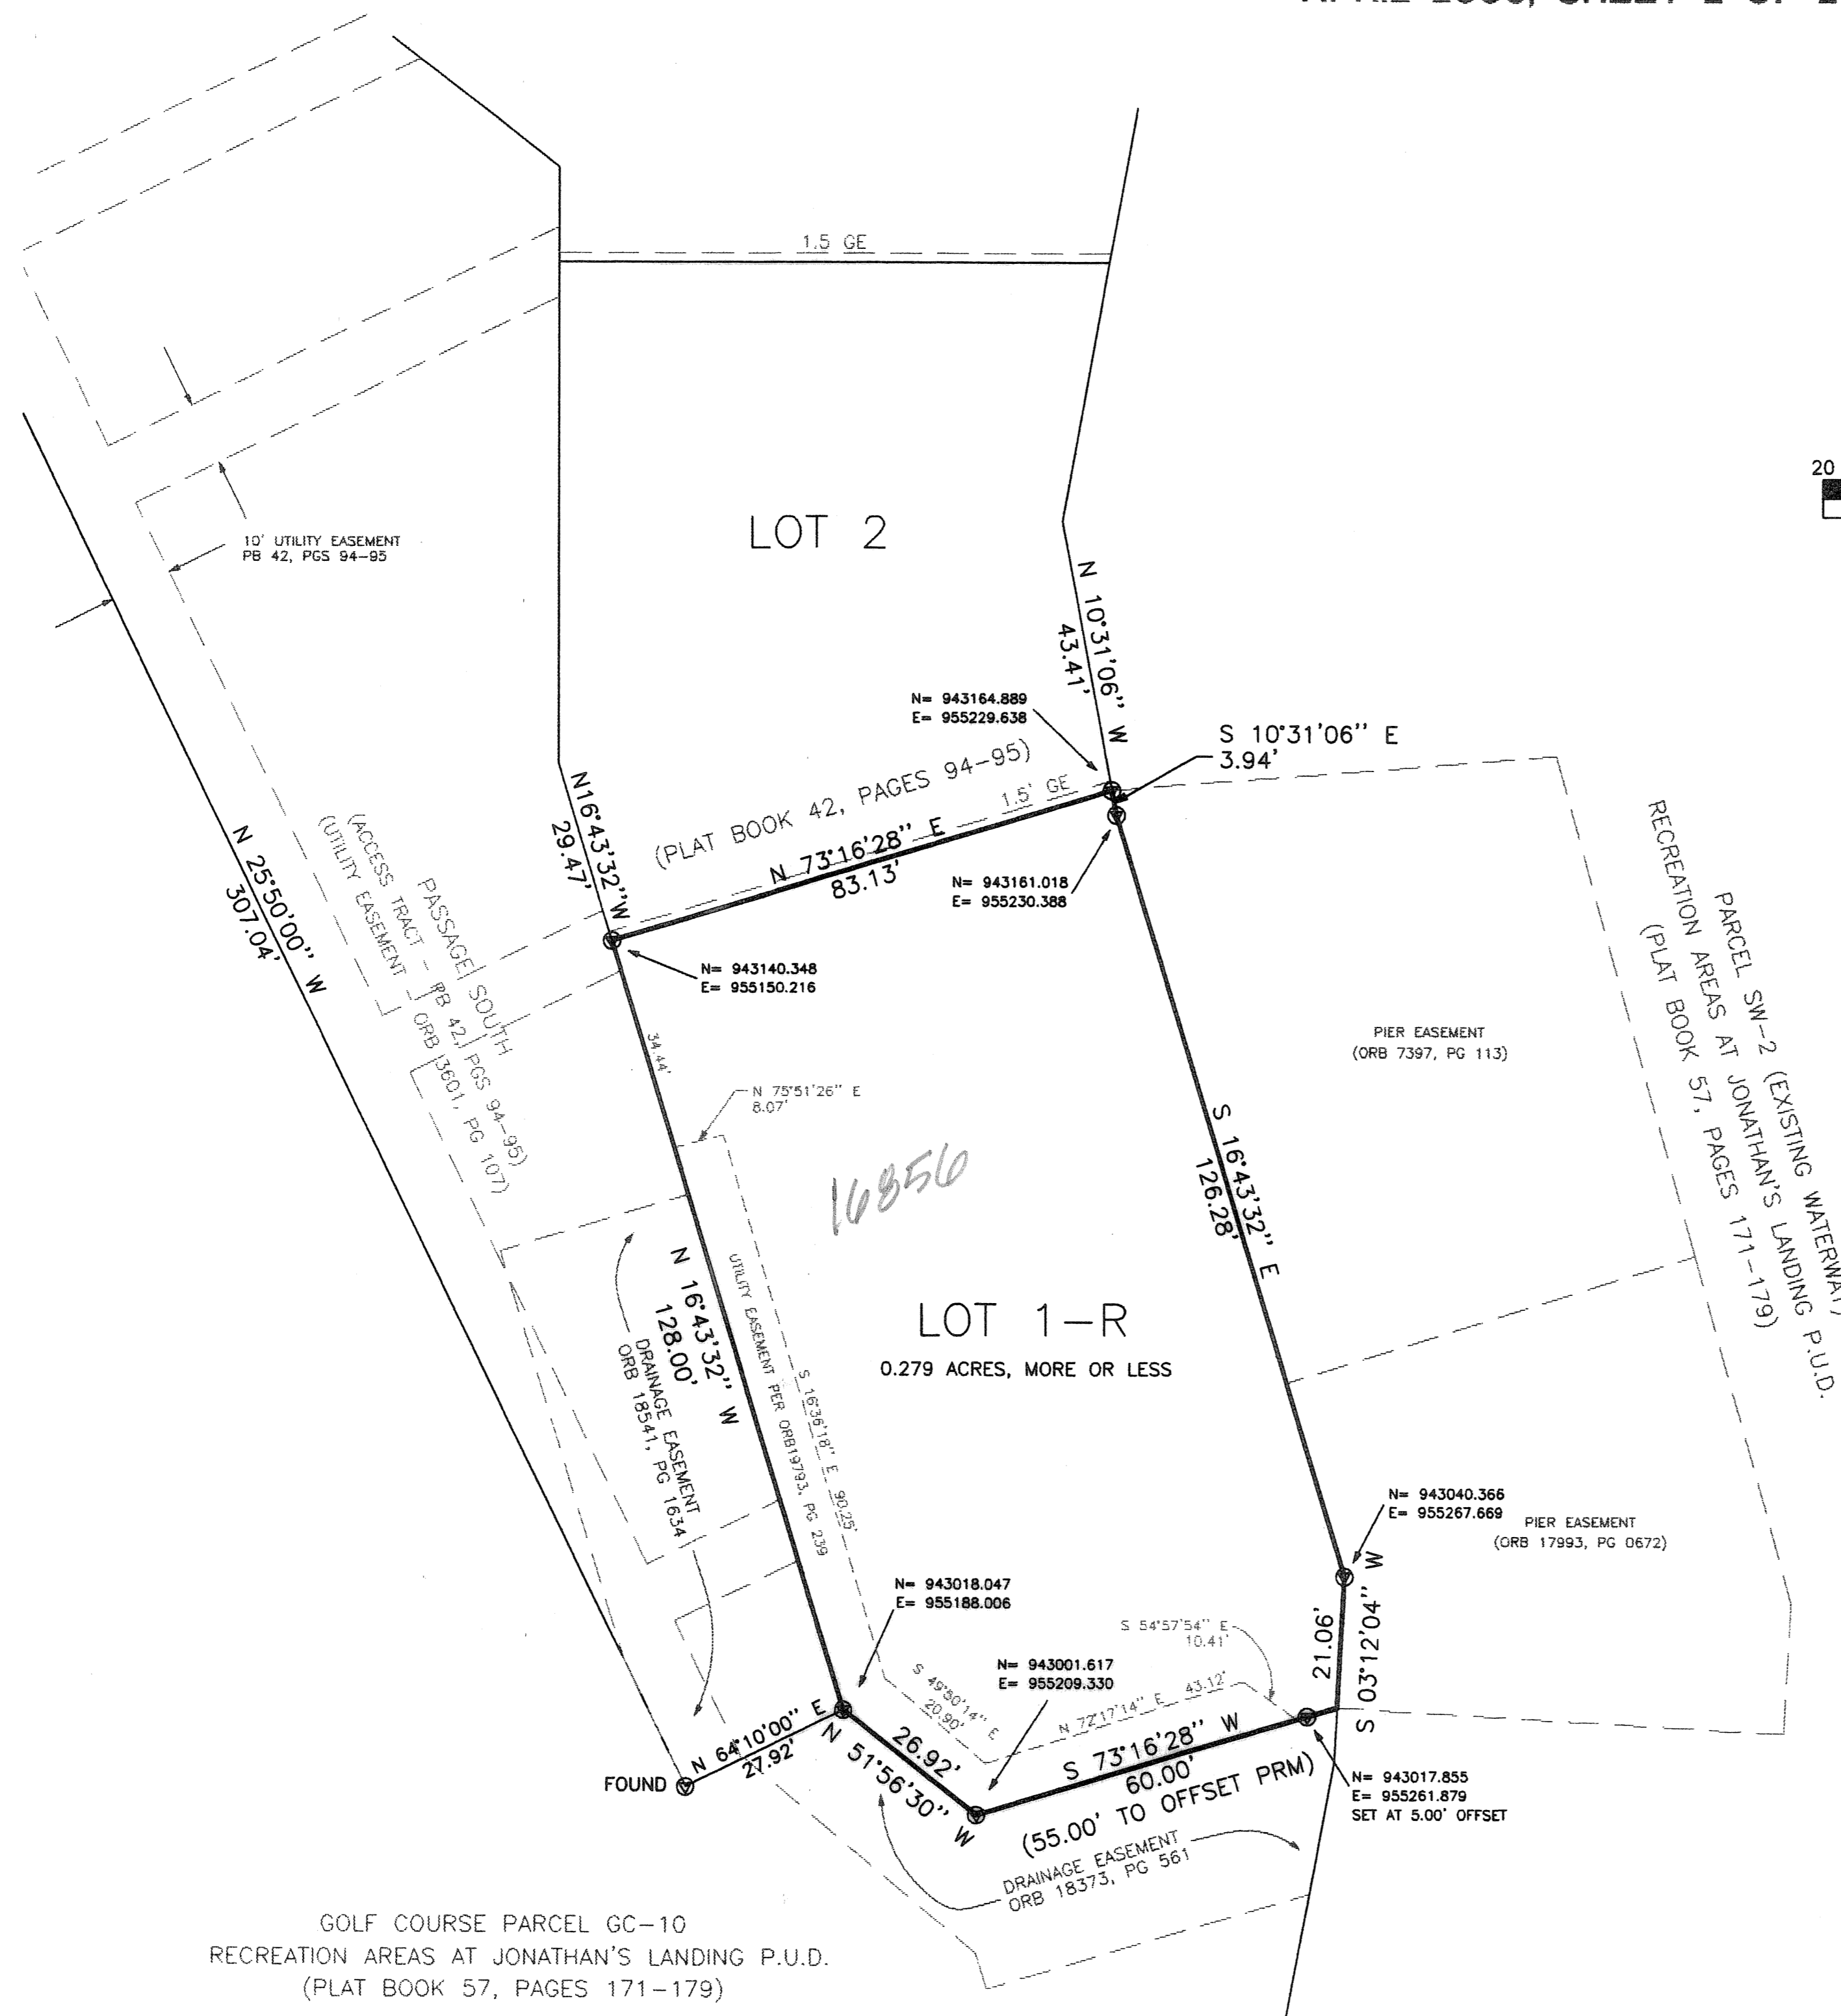 1.5 GE
20
LOT 2
10' UTILITY EASEMENT
PB 42, PGS 94-95
N 10°31'06" W
43.41'
N= 943164.889
E= 955229.638
S 10°31'06" E
3.94'
(PLAT BOOK 42, PAGES 94-95)
1.5' GE
N16°43'32"W
29.47'
N 73°16'28" E
83.13'
N= 943161.018
E= 955230.388
N 25°50'00" W
307.04'
PASSAGE SOUTH
(ACCESS TRACT - PB 42, PGS 94-95)
(UTILITY EASEMENT - ORB 3601, PG 107)
N= 943140.348
E= 955150.216
PARCEL SW-2 (EXISTING WATERWAY)
RECREATION AREAS AT JONATHAN'S LANDING P.U.D.
(PLAT BOOK 57, PAGES 171-179)
PIER EASEMENT
(ORB 7397, PG 113)
34.44'
N 75°51'26" E
8.07'
16856
S 16°43'32" E
126.28'
N 16°43'32" W
128.00'
UTILITY EASEMENT PER ORB19793, PG 239
S 16°36'18" E 90.25'
LOT 1-R
0.279 ACRES, MORE OR LESS
DRAINAGE EASEMENT
ORB 18541, PG 1634
N= 943040.366
E= 955267.669
PIER EASEMENT
(ORB 17993, PG 0672)
N= 943018.047
E= 955188.006
21.06'
S 03°12'04" W
S 54°57'54" E
10.41'
N= 943001.617
E= 955209.330
S 49°50'14" E
20.90'
N 72°17'14" E 43.12'
N 64°10'00" E
27.92'
FOUND
26.92'
N 51°56'30" W
S 73°16'28" W
60.00'
(55.00' TO OFFSET PRM)
N= 943017.855
E= 955261.879
SET AT 5.00' OFFSET
DRAINAGE EASEMENT
ORB 18373, PG 561
GOLF COURSE PARCEL GC-10
RECREATION AREAS AT JONATHAN'S LANDING P.U.D.
(PLAT BOOK 57, PAGES 171-179)